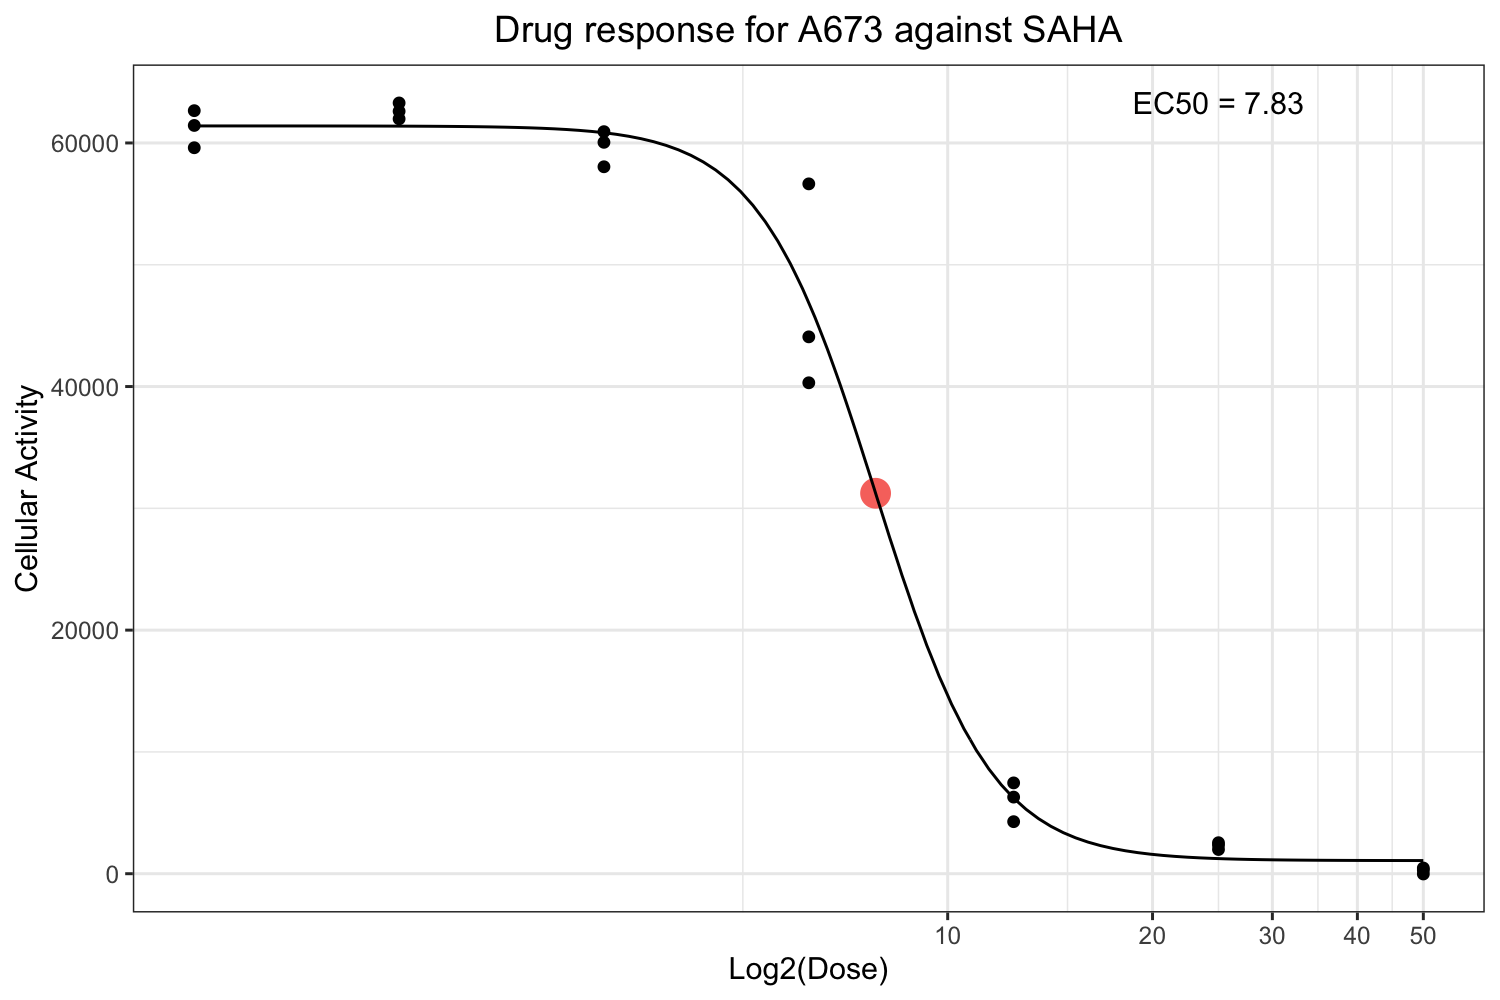 Drug response for A673 against SAHA
EC50 = 7.83
Cellular Activity
60000
40000
20000
0
10 20 30 40 50
Log2(Dose)